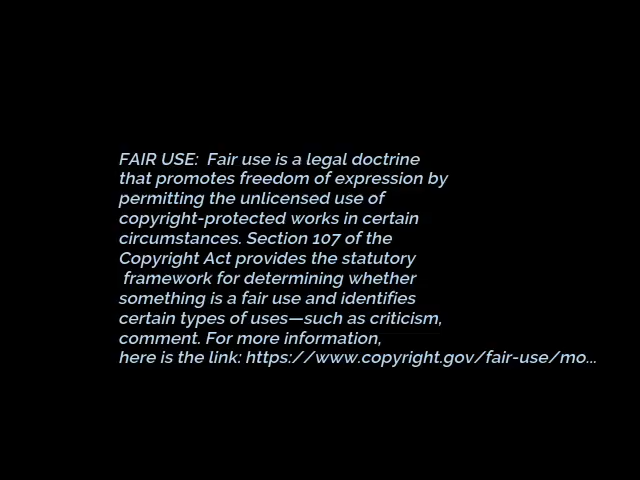 FAIR USE:  Fair use is a legal doctrine
that promotes freedom of expression by
permitting the unlicensed use of
copyright-protected works in certain
circumstances. Section 107 of the
Copyright Act provides the statutory
framework for determining whether
something is a fair use and identifies
certain types of uses—such as criticism,
comment. For more information,
here is the link: https://www.copyright.gov/fair-use/mo...